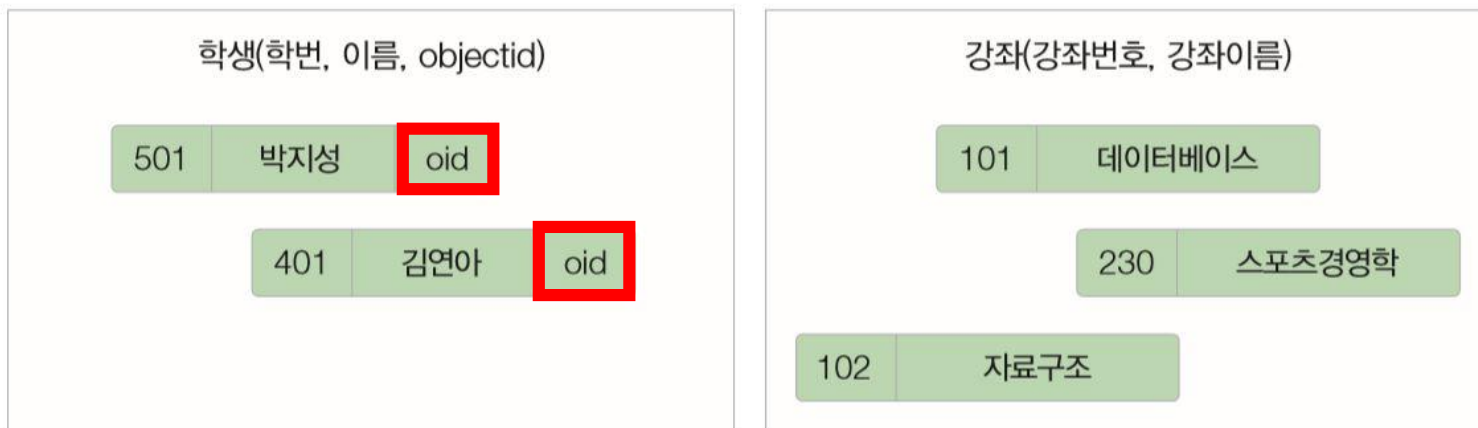 학생(학번, 이름, objectid)
501 박지성 oid
401 김연아 oid
강좌(강좌번호, 강좌이름)
101 데이터베이스
230 스포츠경영학
102 자료구조